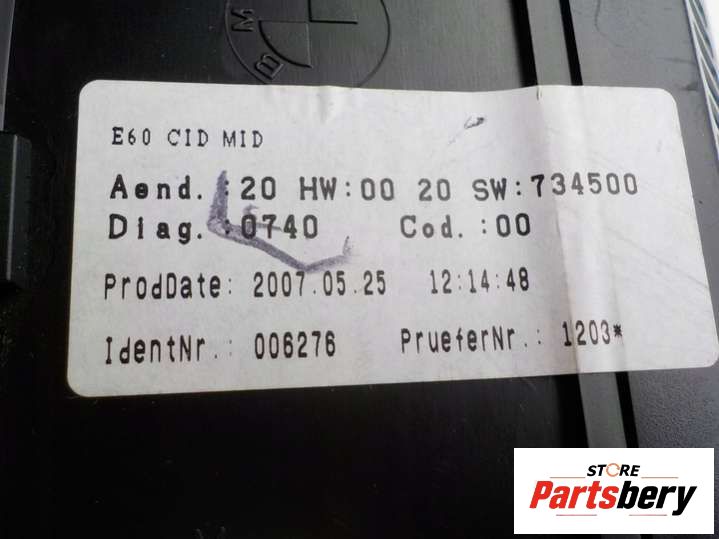 BMW
E60 CID MID
Aend.:20 HW:00 20 SW:734500
Diag.:0740 Cod.:00
ProdDate: 2007.05.25 12:14:48
IdentNr.: 006276 PrueferNr.: 1203*
STORE
Partsbery